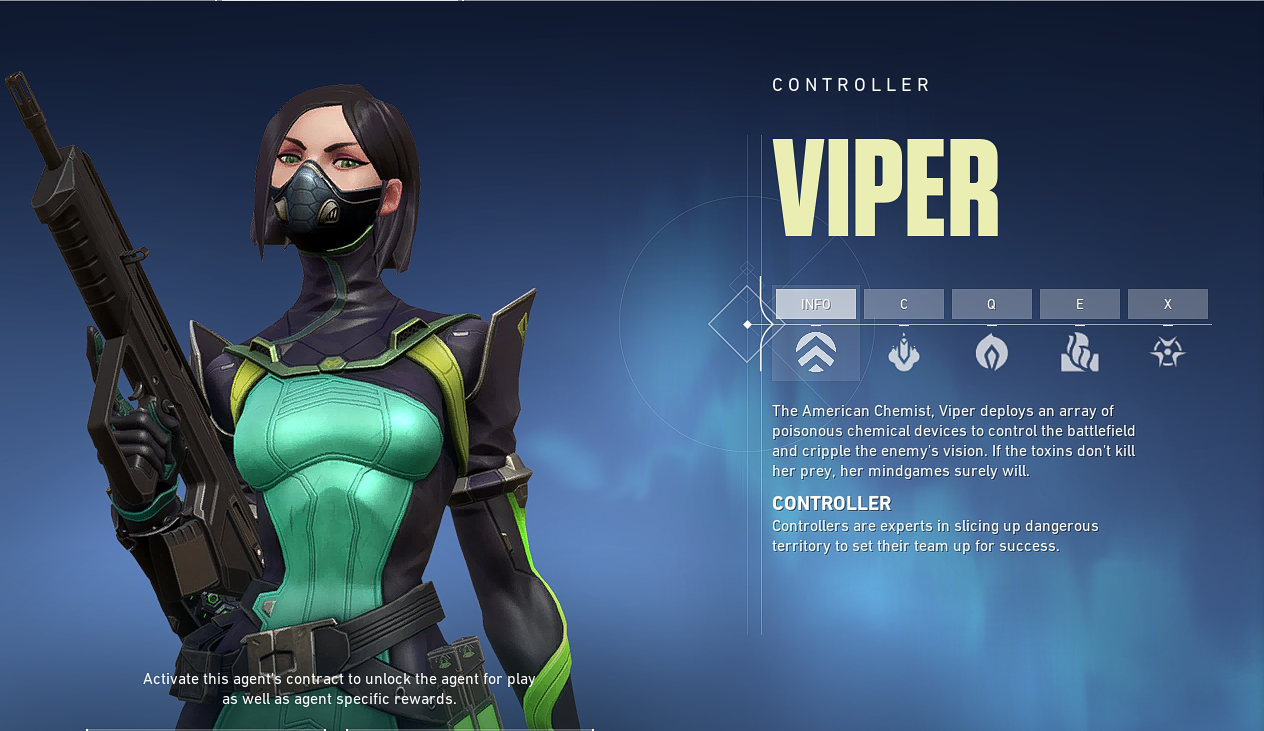 CONTROLLER
VIPER
INFO C Q E X
The American Chemist, Viper deploys an array of
poisonous chemical devices to control the battlefield
and cripple the enemy's vision. If the toxins don't kill
her prey, her mindgames surely will.
CONTROLLER
Controllers are experts in slicing up dangerous
territory to set their team up for success.
Activate this agent's contract to unlock the agent for play
as well as agent specific rewards.